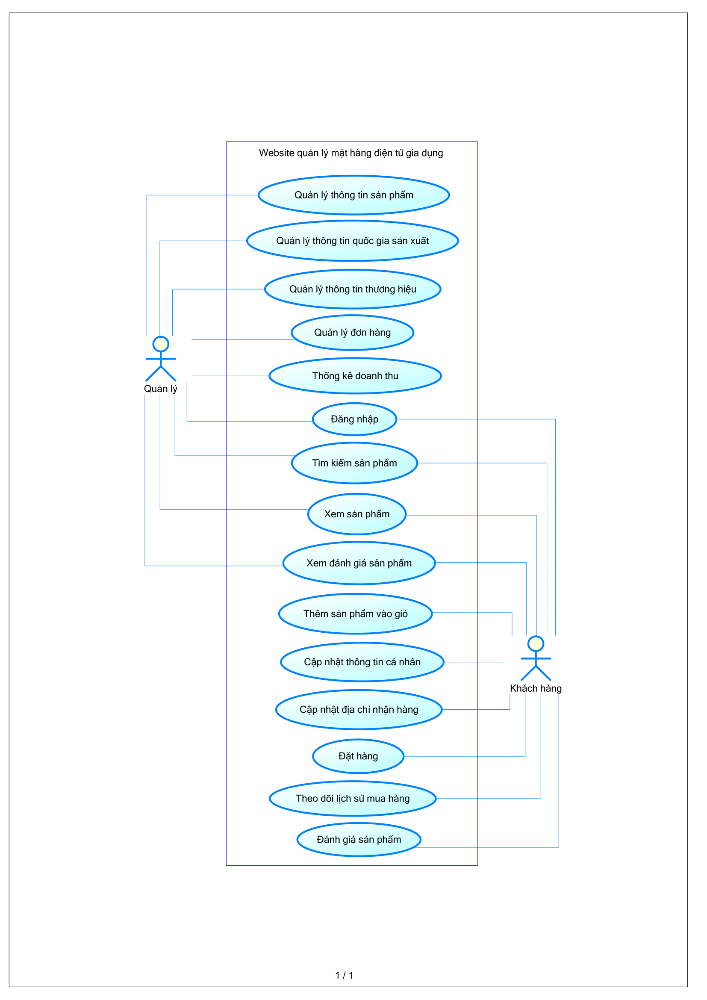 Website quản lý mặt hàng điện tử gia dụng
Quản lý thông tin sản phẩm
Quản lý thông tin quốc gia sản xuất
Quản lý thông tin thương hiệu
Quản lý đơn hàng
Thống kê doanh thu
Quản lý
Đăng nhập
Tìm kiếm sản phẩm
Xem sản phẩm
Xem đánh giá sản phẩm
Thêm sản phẩm vào giỏ
Cập nhật thông tin cá nhân
Khách hàng
Cập nhật địa chỉ nhận hàng
Đặt hàng
Theo dõi lịch sử mua hàng
Đánh giá sản phẩm
1 / 1